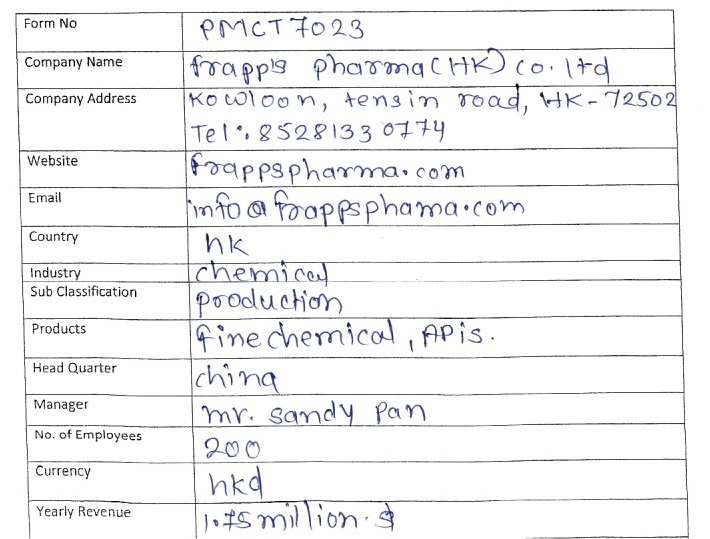 Form No PMCT7023
Company Name frapp's pharma(HK) co. ltd
Company Address Kowloon, tensin road, HK-72502
Tel: 85281330774
Website frappspharma.com
Email info@frappsphama.com
Country hk
Industry chemical
Sub Classification production
Products fine chemical, APis.
Head Quarter china
Manager mr. sandy pan
No. of Employees 200
Currency hkd
Yearly Revenue 1.75 million.$